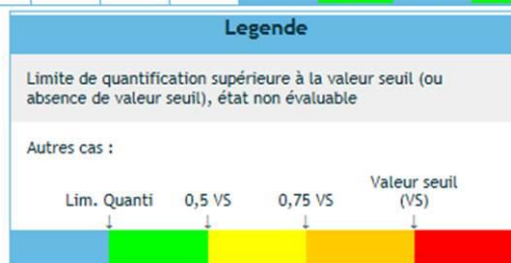 Legende
Limite de quantification supérieure à la valeur seuil (ou
absence de valeur seuil), état non évaluable
Autres cas :
Valeur seuil
Lim. Quanti 0,5 VS 0,75 VS (VS)